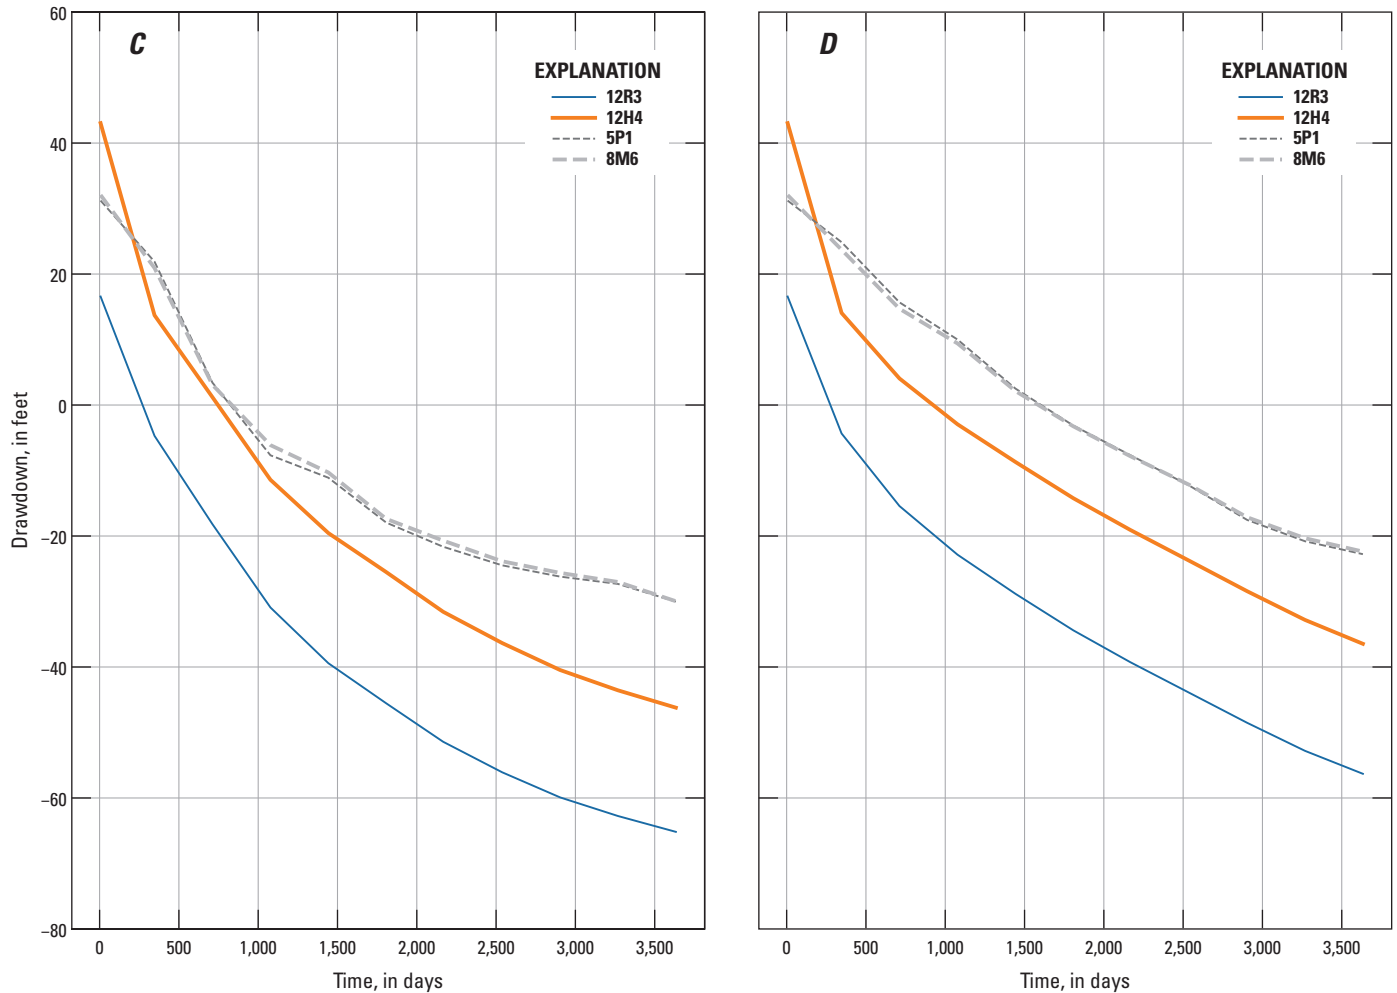 C
EXPLANATION
12R3
12H4
5P1
8M6
60
40
20
0
–20
–40
–60
–80
Drawdown, in feet
0 500 1,000 1,500 2,000 2,500 3,000 3,500
Time, in days
D
EXPLANATION
12R3
12H4
5P1
8M6
0 500 1,000 1,500 2,000 2,500 3,000 3,500
Time, in days